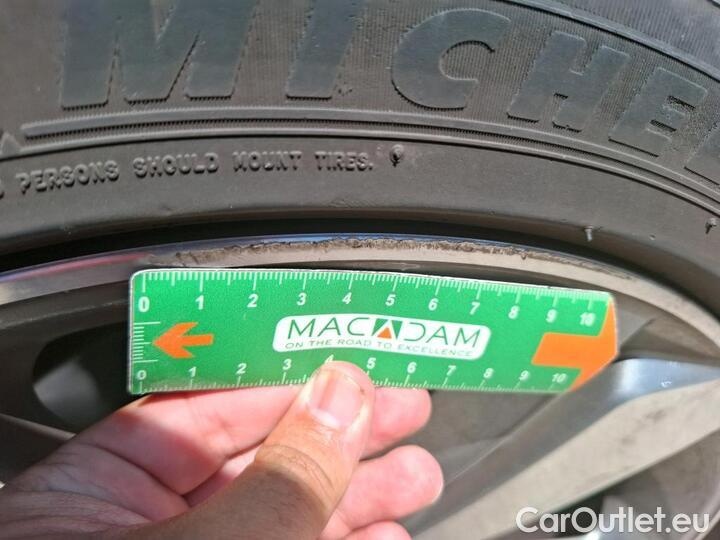 MICHE
PERSONS SHOULD MOUNT TIRES.
0 1 2 3 4 5 6 7 8 9 10
MACADAM
ON THE ROAD TO EXCELLENCE
0 1 2 3 4 5 6 7 8 9 10
CarOutlet.eu